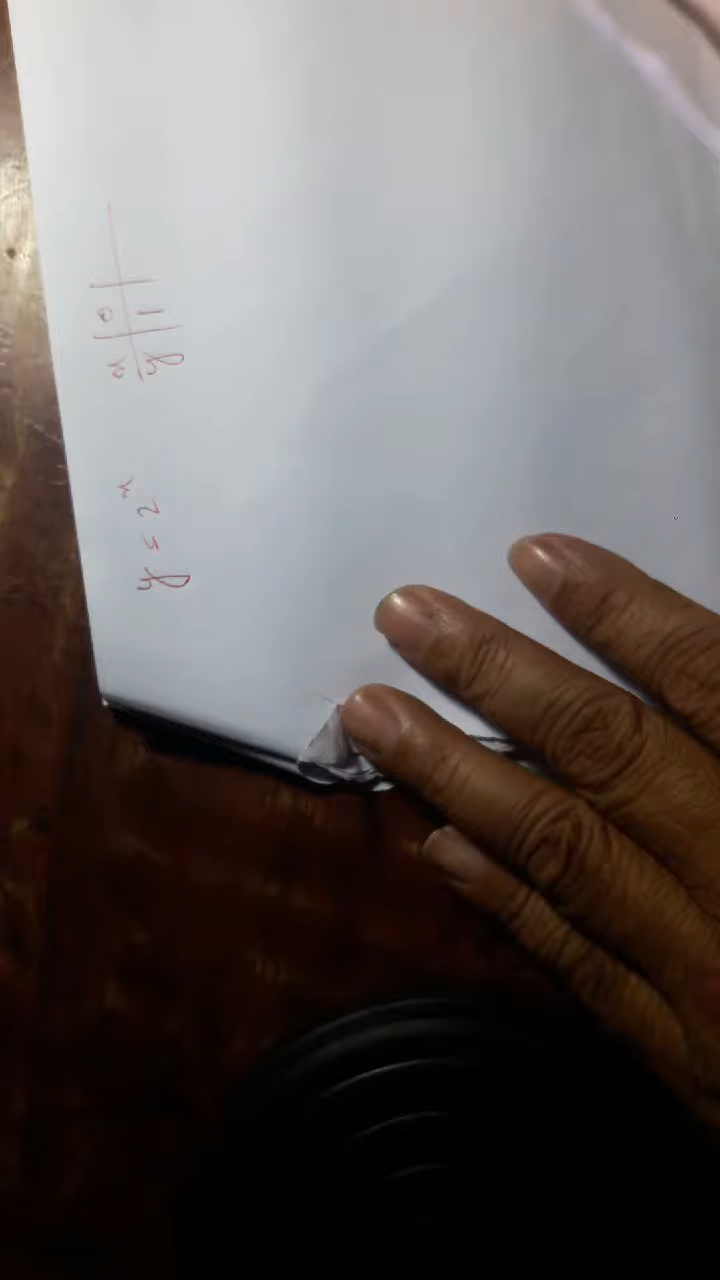 y = 2^x
x | 0 |
y | 1 |